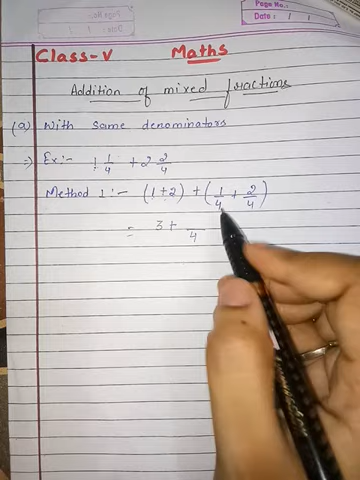 Page No.:
Date: / /
Class-V Maths
Addition of mixed fractions
(a) With same denominators
⇒ Ex:- 1 1/4 + 2 2/4
Method 1:- (1+2) + (1/4 + 2/4)
= 3 + /4